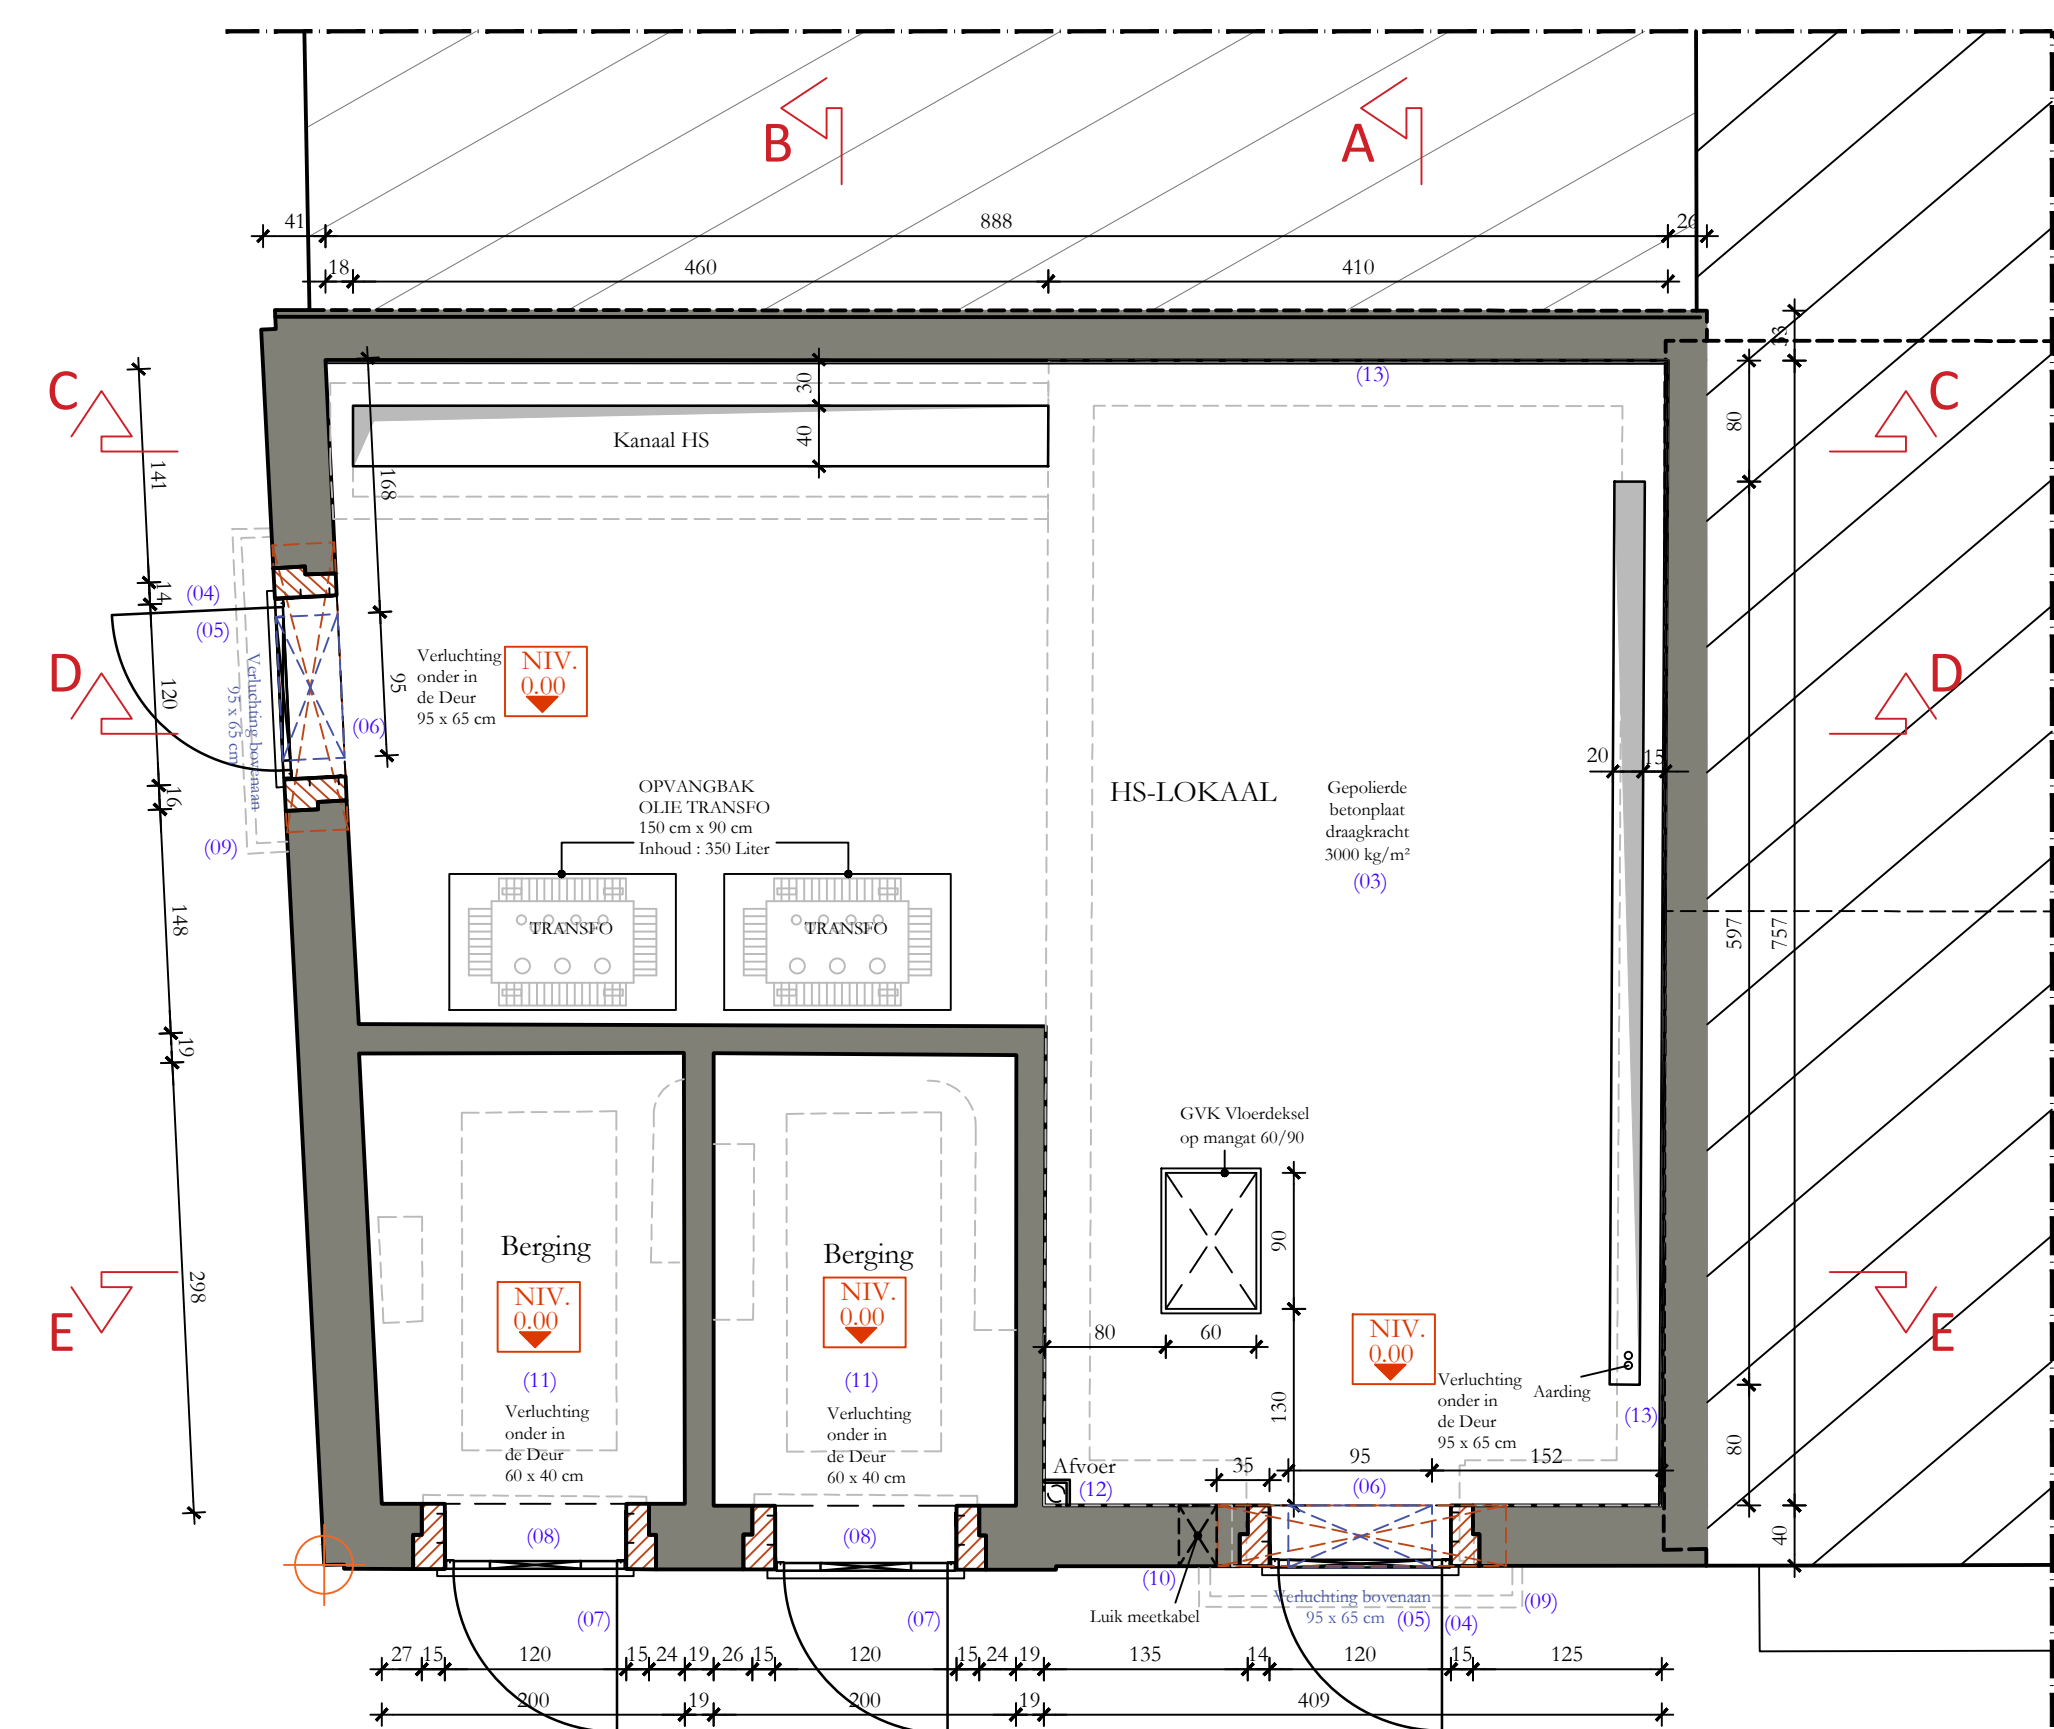 B
A
41
888
26
18
460
410
33
C
C
(13)
30
80
Kanaal HS
40
141
168
14
(04)
(05)
Verluchting
onder in
de Deur
95 x 65 cm
NIV.
0.00
D
D
120
Verluchting bovenaan
95 x 65 cm
95
(06)
20
15
16
OPVANGBAK
OLIE TRANSFO
150 cm x 90 cm
Inhoud : 350 Liter
HS-LOKAAL
Gepolierde
betonplaat
draagkracht
3000 kg/m²
(03)
(09)
148
TRANSFO
TRANSFO
597
757
19
GVK Vloerdeksel
op mangat 60/90
Berging
Berging
90
298
NIV.
0.00
NIV.
0.00
E
E
80
60
NIV.
0.00
(11)
(11)
Verluchting
onder in
de Deur
60 x 40 cm
Verluchting
onder in
de Deur
60 x 40 cm
130
Verluchting
onder in
de Deur
95 x 65 cm
Aarding
(13)
80
Afvoer
(12)
35
95
152
(06)
(08)
(08)
40
(10)
Luik meetkabel
Verluchting bovenaan
95 x 65 cm
(05)
(04)
(09)
(07)
(07)
27
15
120
15
24
19
26
15
120
15
24
19
135
14
120
15
125
200
19
200
19
409